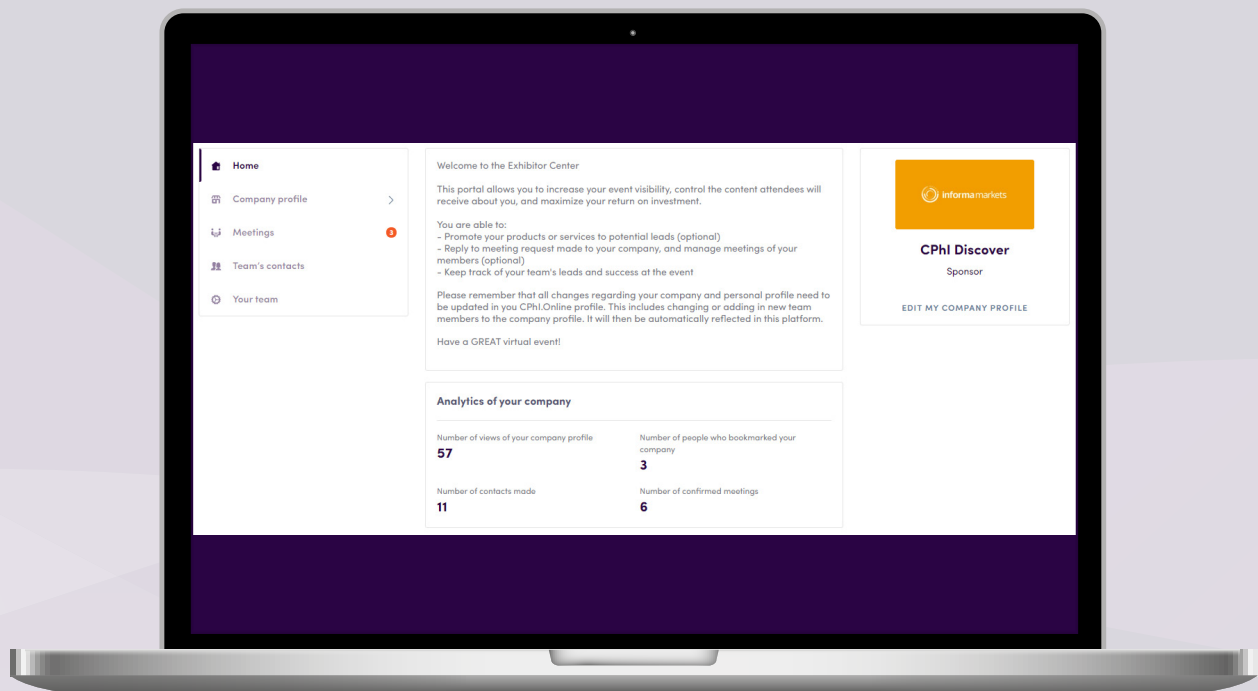 Home
Company profile
Meetings
3
Team's contacts
Your team
Welcome to the Exhibitor Center
This portal allows you to increase your event visibility, control the content attendees will
receive about you, and maximize your return on investment.
You are able to:
- Promote your products or services to potential leads (optional)
- Reply to meeting request made to your company, and manage meetings of your
members (optional)
- Keep track of your team's leads and success at the event
Please remember that all changes regarding your company and personal profile need to
be updated in you CPhI.Online profile. This includes changing or adding in new team
members to the company profile. It will then be automatically reflected in this platform.
Have a GREAT virtual event!
Analytics of your company
Number of views of your company profile
57
Number of people who bookmarked your
company
3
Number of contacts made
11
Number of confirmed meetings
6
informa markets
CPhI Discover
Sponsor
EDIT MY COMPANY PROFILE